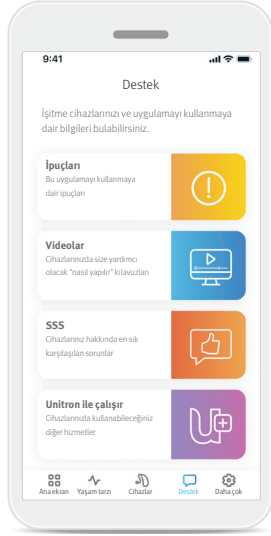 9:41
Destek
İşitme cihazlarınızı ve uygulamayı kullanmaya
dair bilgileri bulabilirsiniz.
İpuçları
Bu uygulamayı kullanmaya
dair ipuçları
Videolar
Cihazlarınızda size yardımcı
olacak "nasıl yapılır" kılavuzları
SSS
Cihazlarınız hakkında en sık
karşılaşılan sorunlar
Unitron ile çalışır
Cihazlarınızla kullanabileceğiniz
diğer hizmetler
Ana ekran Yaşam tarzı Cihazlar Destek Daha çok